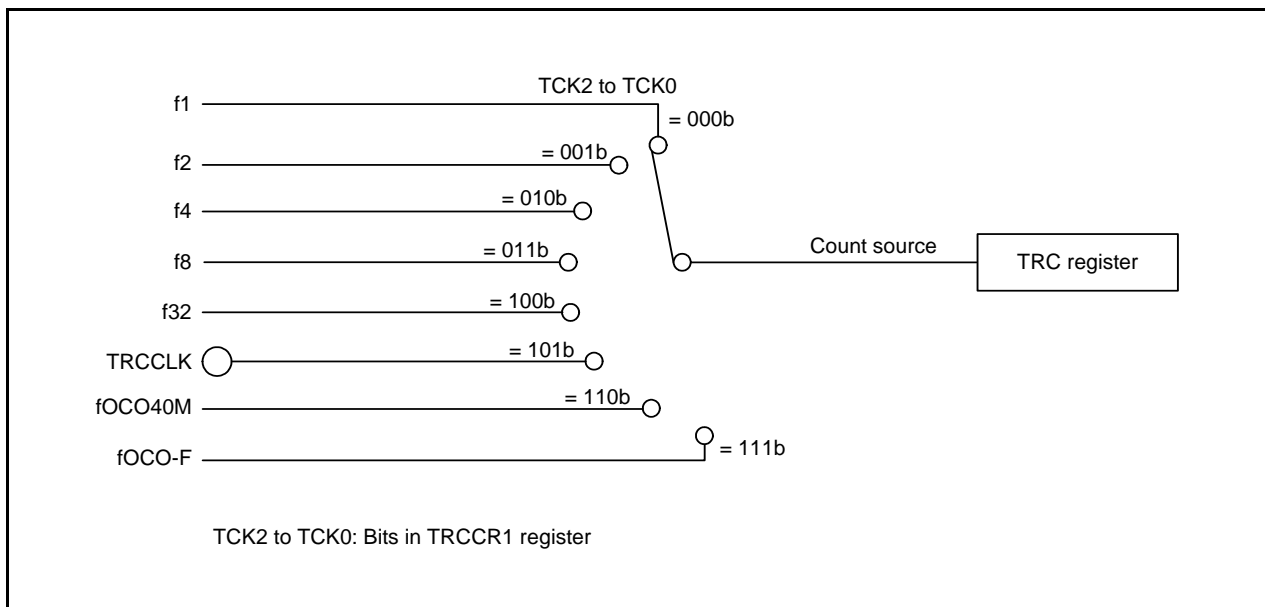 TCK2 to TCK0
f1
= 000b
f2
= 001b
f4
= 010b
f8
= 011b
Count source
TRC register
f32
= 100b
TRCCLK
= 101b
fOCO40M
= 110b
fOCO-F
= 111b
TCK2 to TCK0: Bits in TRCCR1 register